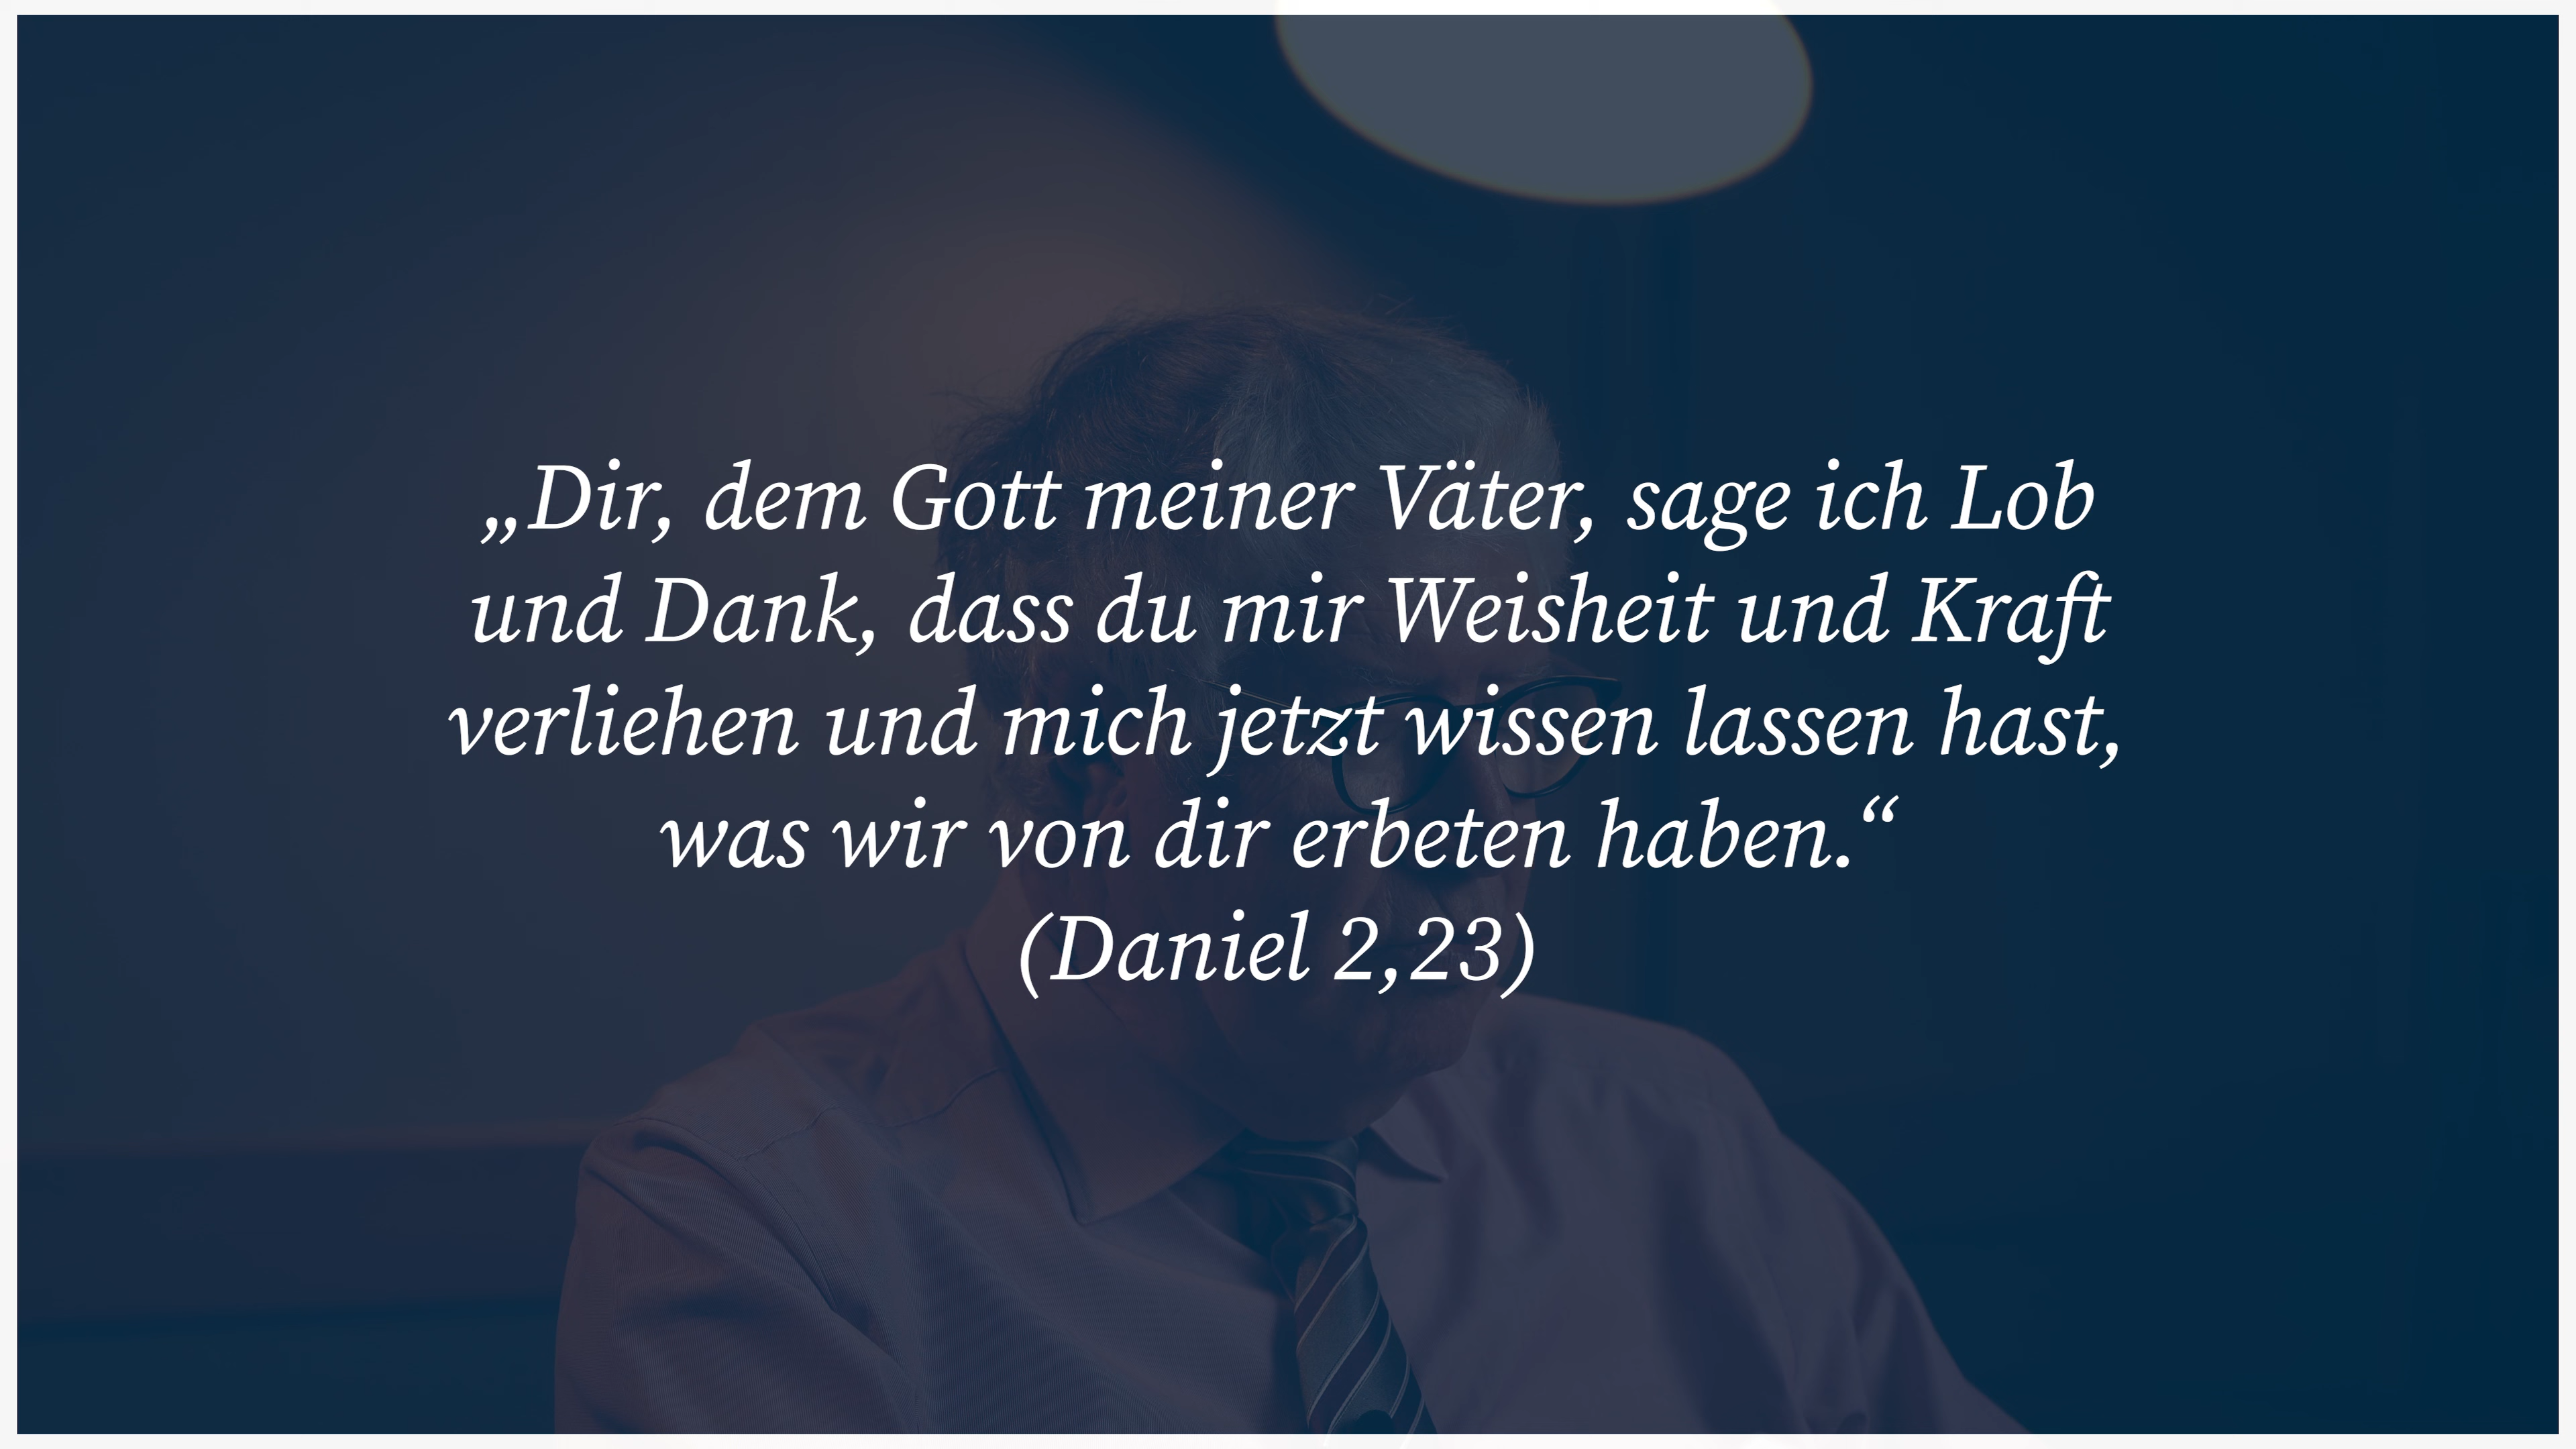 „Dir, dem Gott meiner Väter, sage ich Lob
und Dank, dass du mir Weisheit und Kraft
verliehen und mich jetzt wissen lassen hast,
was wir von dir erbeten haben.“
(Daniel 2,23)